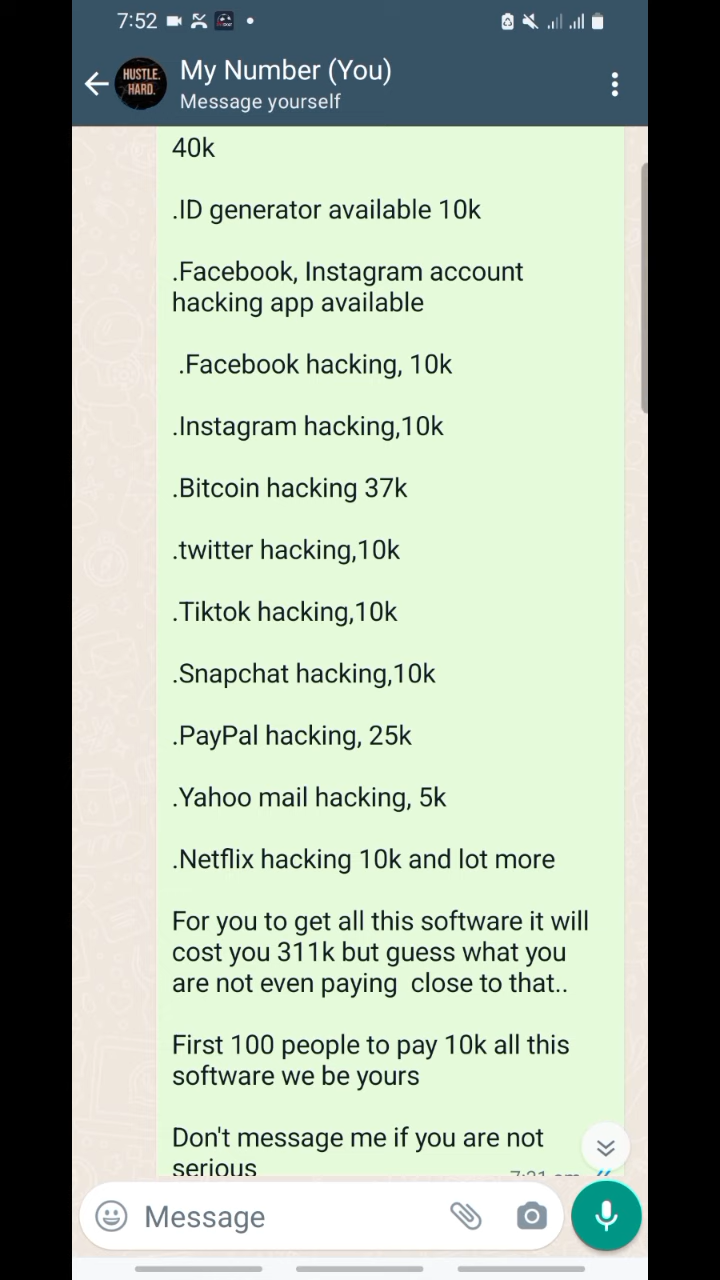 7:52
HUSTLE.
HARD.
My Number (You)
Message yourself
40k
.ID generator available 10k
.Facebook, Instagram account
hacking app available
.Facebook hacking, 10k
.Instagram hacking,10k
.Bitcoin hacking 37k
.twitter hacking,10k
.Tiktok hacking,10k
.Snapchat hacking,10k
.PayPal hacking, 25k
.Yahoo mail hacking, 5k
.Netflix hacking 10k and lot more
For you to get all this software it will
cost you 311k but guess what you
are not even paying  close to that..
First 100 people to pay 10k all this
software we be yours
Don't message me if you are not
serious
Message